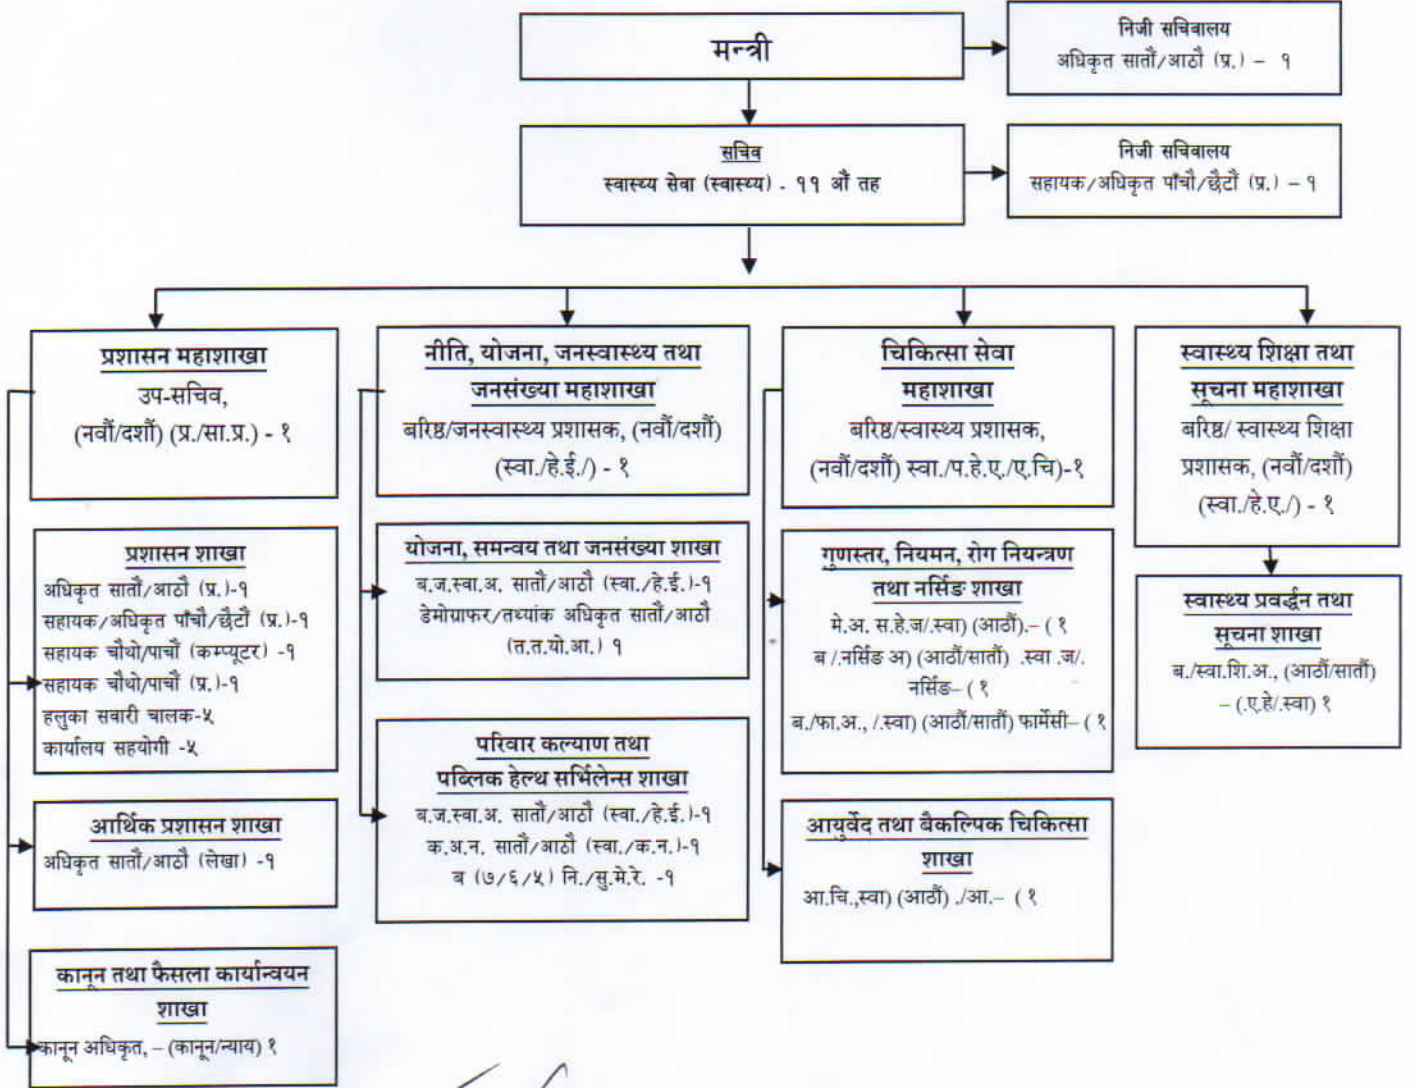 मन्त्री
निजी सचिवालय
अधिकृत सातौं/आठौ (प्र.) – १
सचिव
स्वास्थ्य सेवा (स्वास्थ्य) - ११ औं तह
निजी सचिवालय
सहायक/अधिकृत पाँचौ/छैटौं (प्र.) – १
प्रशासन महाशाखा
उप-सचिव,
(नवौं/दशौं) (प्र./सा.प्र.) - १
प्रशासन शाखा
अधिकृत सातौं/आठौ (प्र.)-१
सहायक/अधिकृत पाँचौ/छैटौं (प्र.)-१
सहायक चौथो/पाचौं (कम्प्यूटर) -१
सहायक चौथो/पाचौं (प्र.)-१
हलुका सवारी चालक-५
कार्यालय सहयोगी -५
आर्थिक प्रशासन शाखा
अधिकृत सातौं/आठौ (लेखा) -१
कानून तथा फैसला कार्यान्वयन
शाखा
कानून अधिकृत, – (कानून/न्याय) १
नीति, योजना, जनस्वास्थ्य तथा
जनसंख्या महाशाखा
बरिष्ठ/जनस्वास्थ्य प्रशासक, (नवौं/दशौं)
(स्वा./हे.ई./) - १
योजना, समन्वय तथा जनसंख्या शाखा
ब.ज.स्वा.अ. सातौं/आठौ (स्वा./हे.ई.)-१
डेमोग्राफर/तथ्यांक अधिकृत सातौं/आठौ
(त.त.यो.आ.) १
परिवार कल्याण तथा
पब्लिक हेल्थ सर्भिलेन्स शाखा
ब.ज.स्वा.अ. सातौं/आठौ (स्वा./हे.ई.)-१
क.अ.न. सातौं/आठौ (स्वा./क.न.)-१
ब (७/६/५) नि./सु.मे.रे. -१
चिकित्सा सेवा
महाशाखा
बरिष्ठ/स्वास्थ्य प्रशासक,
(नवौं/दशौं) स्वा./प.हे.ए./ए.चि)-१
गुणस्तर, नियमन, रोग नियन्त्रण
तथा नर्सिङ शाखा
मे.अ. स.हे.ज/.स्वा) (आठौं).– ( १
ब /.नर्सिङ अ) (आठौं/सातौं) .स्वा .ज/.
नर्सिङ– ( १
ब./फा.अ., /.स्वा) (आठौं/सातौं) फार्मेसी– ( १
आयुर्वेद तथा बैकल्पिक चिकित्सा
शाखा
आ.चि.,स्वा) (आठौं) ./आ.– ( १
स्वास्थ्य शिक्षा तथा
सूचना महाशाखा
बरिष्ठ/ स्वास्थ्य शिक्षा
प्रशासक, (नवौं/दशौं)
(स्वा./हे.ए./) - १
स्वास्थ्य प्रवर्द्धन तथा
सूचना शाखा
ब./स्वा.शि.अ., (आठौं/सातौं)
– (.ए.हे/.स्वा) १